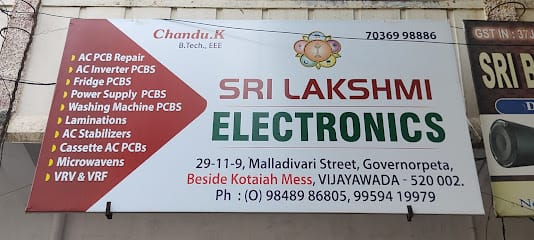 Chandu.K
B.Tech., EEE
70369 98886
AC PCB Repair
AC Inverter PCBS
Fridge PCBS
Power Supply PCBS
Washing Machine PCBS
Laminations
AC Stabilizers
Cassette AC PCBs
Microwavens
VRV & VRF
SRI LAKSHMI
ELECTRONICS
29-11-9, Malladivari Street, Governorpeta,
Beside Kotaiah Mess, VIJAYAWADA - 520 002.
Ph : (O) 98489 86805, 99594 19979
GST IN : 37
SRI B